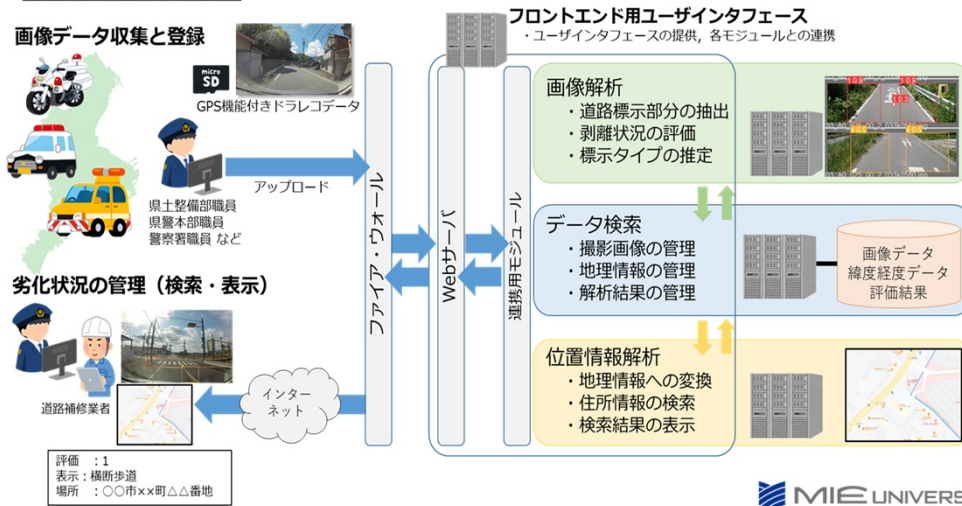 画像データ収集と登録
micro
SD
GPS機能付きドラレコデータ
県土整備部職員
県警本部職員
警察署職員 など
アップロード
劣化状況の管理（検索・表示）
道路補修業者
インター
ネット
評価 ：1
表示：横断歩道
場所 ：○○市××町△△番地
ファイア・ウォール
Webサーバ
連携用モジュール
フロントエンド用ユーザインタフェース
・ユーザインタフェースの提供，各モジュールとの連携
画像解析
・道路標示部分の抽出
・剥離状況の評価
・標示タイプの推定
データ検索
・撮影画像の管理
・地理情報の管理
・解析結果の管理
画像データ
緯度経度データ
評価結果
位置情報解析
・地理情報への変換
・住所情報の検索
・検索結果の表示
MIE UNIVERS